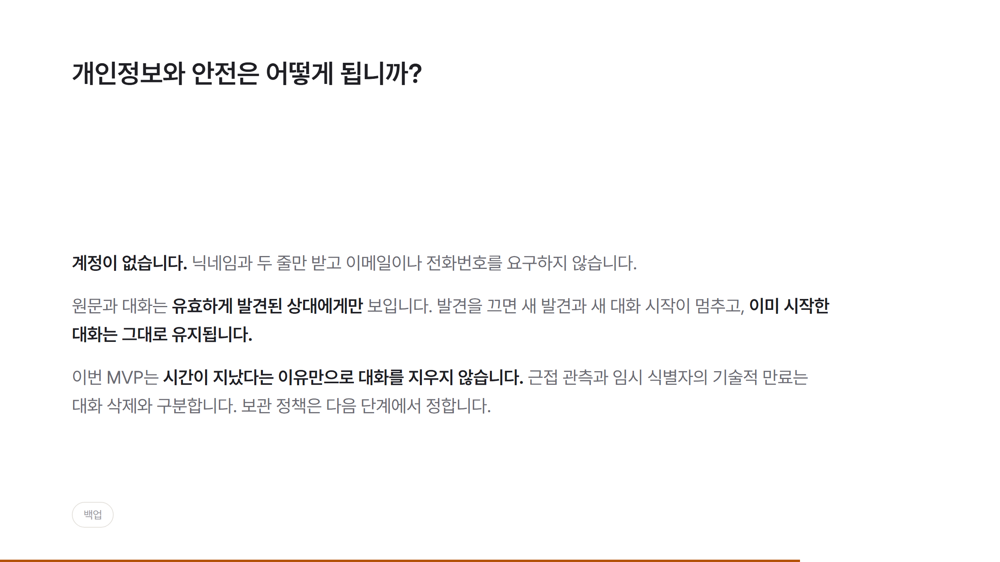 개인정보와 안전은 어떻게 됩니까?
계정이 없습니다. 닉네임과 두 줄만 받고 이메일이나 전화번호를 요구하지 않습니다.
원문과 대화는 유효하게 발견된 상대에게만 보입니다. 발견을 끄면 새 발견과 새 대화 시작이 멈추고, 이미 시작한
대화는 그대로 유지됩니다.
이번 MVP는 시간이 지났다는 이유만으로 대화를 지우지 않습니다. 근접 관측과 임시 식별자의 기술적 만료는
대화 삭제와 구분합니다. 보관 정책은 다음 단계에서 정합니다.
백업